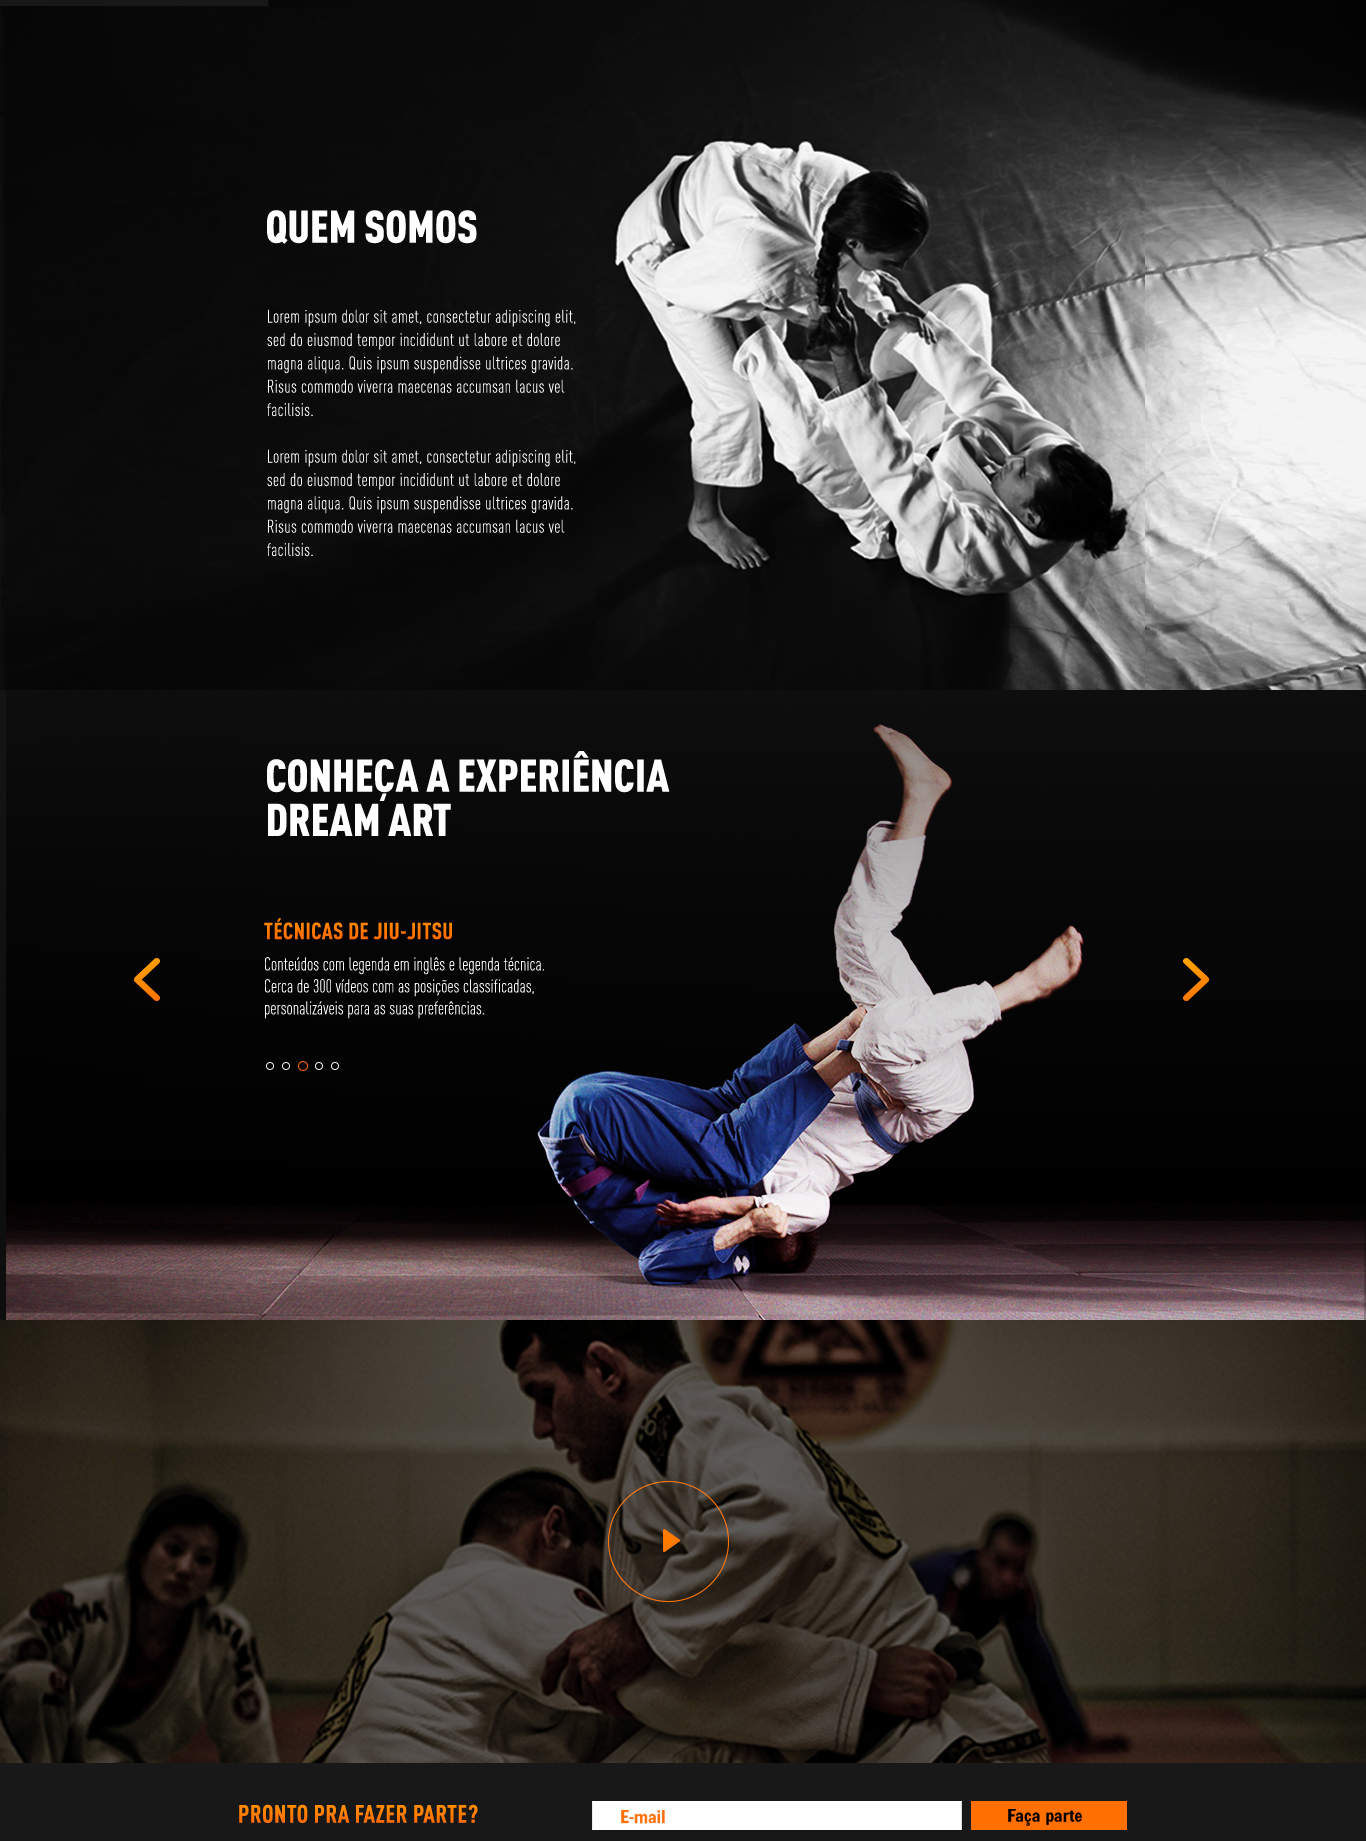 QUEM SOMOS
Lorem ipsum dolor sit amet, consectetur adipiscing elit,
sed do eiusmod tempor incididunt ut labore et dolore
magna aliqua. Quis ipsum suspendisse ultrices gravida.
Risus commodo viverra maecenas accumsan lacus vel
facilisis.
Lorem ipsum dolor sit amet, consectetur adipiscing elit,
sed do eiusmod tempor incididunt ut labore et dolore
magna aliqua. Quis ipsum suspendisse ultrices gravida.
Risus commodo viverra maecenas accumsan lacus vel
facilisis.
CONHEÇA A EXPERIÊNCIA
DREAM ART
TÉCNICAS DE JIU-JITSU
Conteúdos com legenda em inglês e legenda técnica.
Cerca de 300 vídeos com as posições classificadas,
personalizáveis para as suas preferências.
PRONTO PRA FAZER PARTE?
E-mail
Faça parte